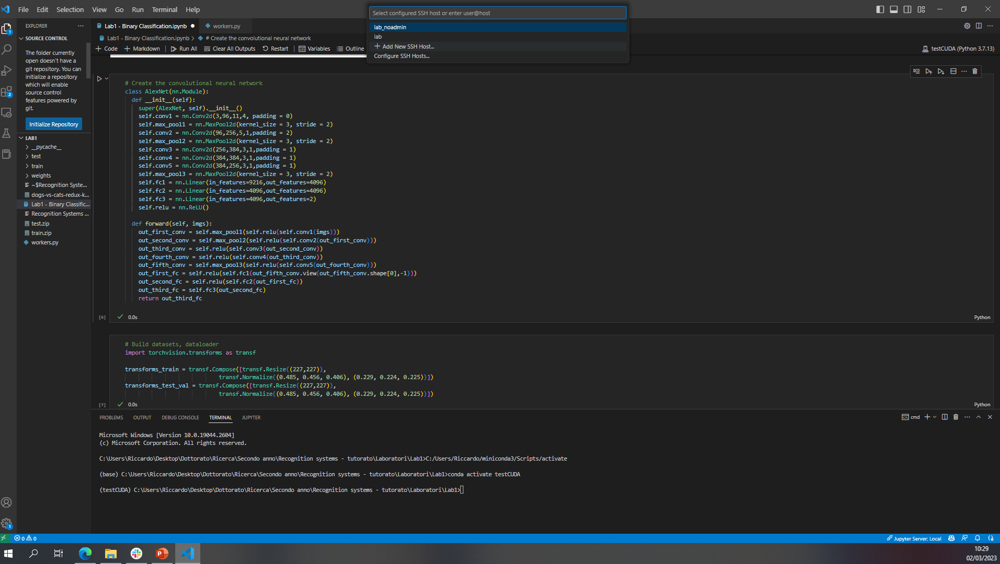 File Edit Selection View Go Run Terminal Help
Select configured SSH host or enter user@host
lab_noadmin
lab
Add New SSH Host...
Configure SSH Hosts...
EXPLORER
SOURCE CONTROL
The folder currently
open doesn't have a
git repository. You can
initialize a repository
which will enable
source control
features powered by
git.
Initialize Repository
LAB1
__pycache__
test
train
weights
~$Recognition Syste...
dogs-vs-cats-redux-k...
Lab1 - Binary Classific...
Recognition Systems ...
test.zip
train.zip
workers.py
1
2
1
Lab1 - Binary Classification.ipynb
workers.py
Lab1 - Binary Classification.ipynb > # Create the convolutional neural network
Code Markdown Run All Clear All Outputs Restart Variables Outline
testCUDA (Python 3.7.13)
# Create the convolutional neural network
class AlexNet(nn.Module):
def __init__(self):
super(AlexNet, self).__init__()
self.conv1 = nn.Conv2d(3,96,11,4, padding = 0)
self.max_pool1 = nn.MaxPool2d(kernel_size = 3, stride = 2)
self.conv2 = nn.Conv2d(96,256,5,1,padding = 2)
self.max_pool2 = nn.MaxPool2d(kernel_size = 3, stride = 2)
self.conv3 = nn.Conv2d(256,384,3,1,padding = 1)
self.conv4 = nn.Conv2d(384,384,3,1,padding = 1)
self.conv5 = nn.Conv2d(384,256,3,1,padding = 1)
self.max_pool3 = nn.MaxPool2d(kernel_size = 3, stride = 2)
self.fc1 = nn.Linear(in_features=9216,out_features=4096)
self.fc2 = nn.Linear(in_features=4096,out_features=4096)
self.fc3 = nn.Linear(in_features=4096,out_features=2)
self.relu = nn.ReLU()
def forward(self, imgs):
out_first_conv = self.max_pool1(self.relu(self.conv1(imgs)))
out_second_conv = self.max_pool2(self.relu(self.conv2(out_first_conv)))
out_third_conv = self.relu(self.conv3(out_second_conv))
out_fourth_conv = self.relu(self.conv4(out_third_conv))
out_fifth_conv = self.max_pool3(self.relu(self.conv5(out_fourth_conv)))
out_first_fc = self.relu(self.fc1(out_fifth_conv.view(out_fifth_conv.shape[0],-1)))
out_second_fc = self.relu(self.fc2(out_first_fc))
out_third_fc = self.fc3(out_second_fc)
return out_third_fc
[6] 0.0s Python
# Build datasets, dataloader
import torchvision.transforms as transf
transforms_train = transf.Compose([transf.Resize((227,227)),
transf.Normalize((0.485, 0.456, 0.406), (0.229, 0.224, 0.225))])
transforms_test_val = transf.Compose([transf.Resize((227,227)),
transf.Normalize((0.485, 0.456, 0.406), (0.229, 0.224, 0.225))])
[7] 0.0s Python
PROBLEMS OUTPUT DEBUG CONSOLE TERMINAL JUPYTER
cmd
Microsoft Windows [Version 10.0.19044.2604]
(c) Microsoft Corporation. All rights reserved.
C:\Users\Riccardo\Desktop\Dottorato\Ricerca\Secondo anno\Recognition systems - tutorato\Laboratori\Lab1>C:/Users/Riccardo/miniconda3/Scripts/activate
(base) C:\Users\Riccardo\Desktop\Dottorato\Ricerca\Secondo anno\Recognition systems - tutorato\Laboratori\Lab1>conda activate testCUDA
(testCUDA) C:\Users\Riccardo\Desktop\Dottorato\Ricerca\Secondo anno\Recognition systems - tutorato\Laboratori\Lab1>
0 0
Jupyter Server: Local
10:29
02/03/2023